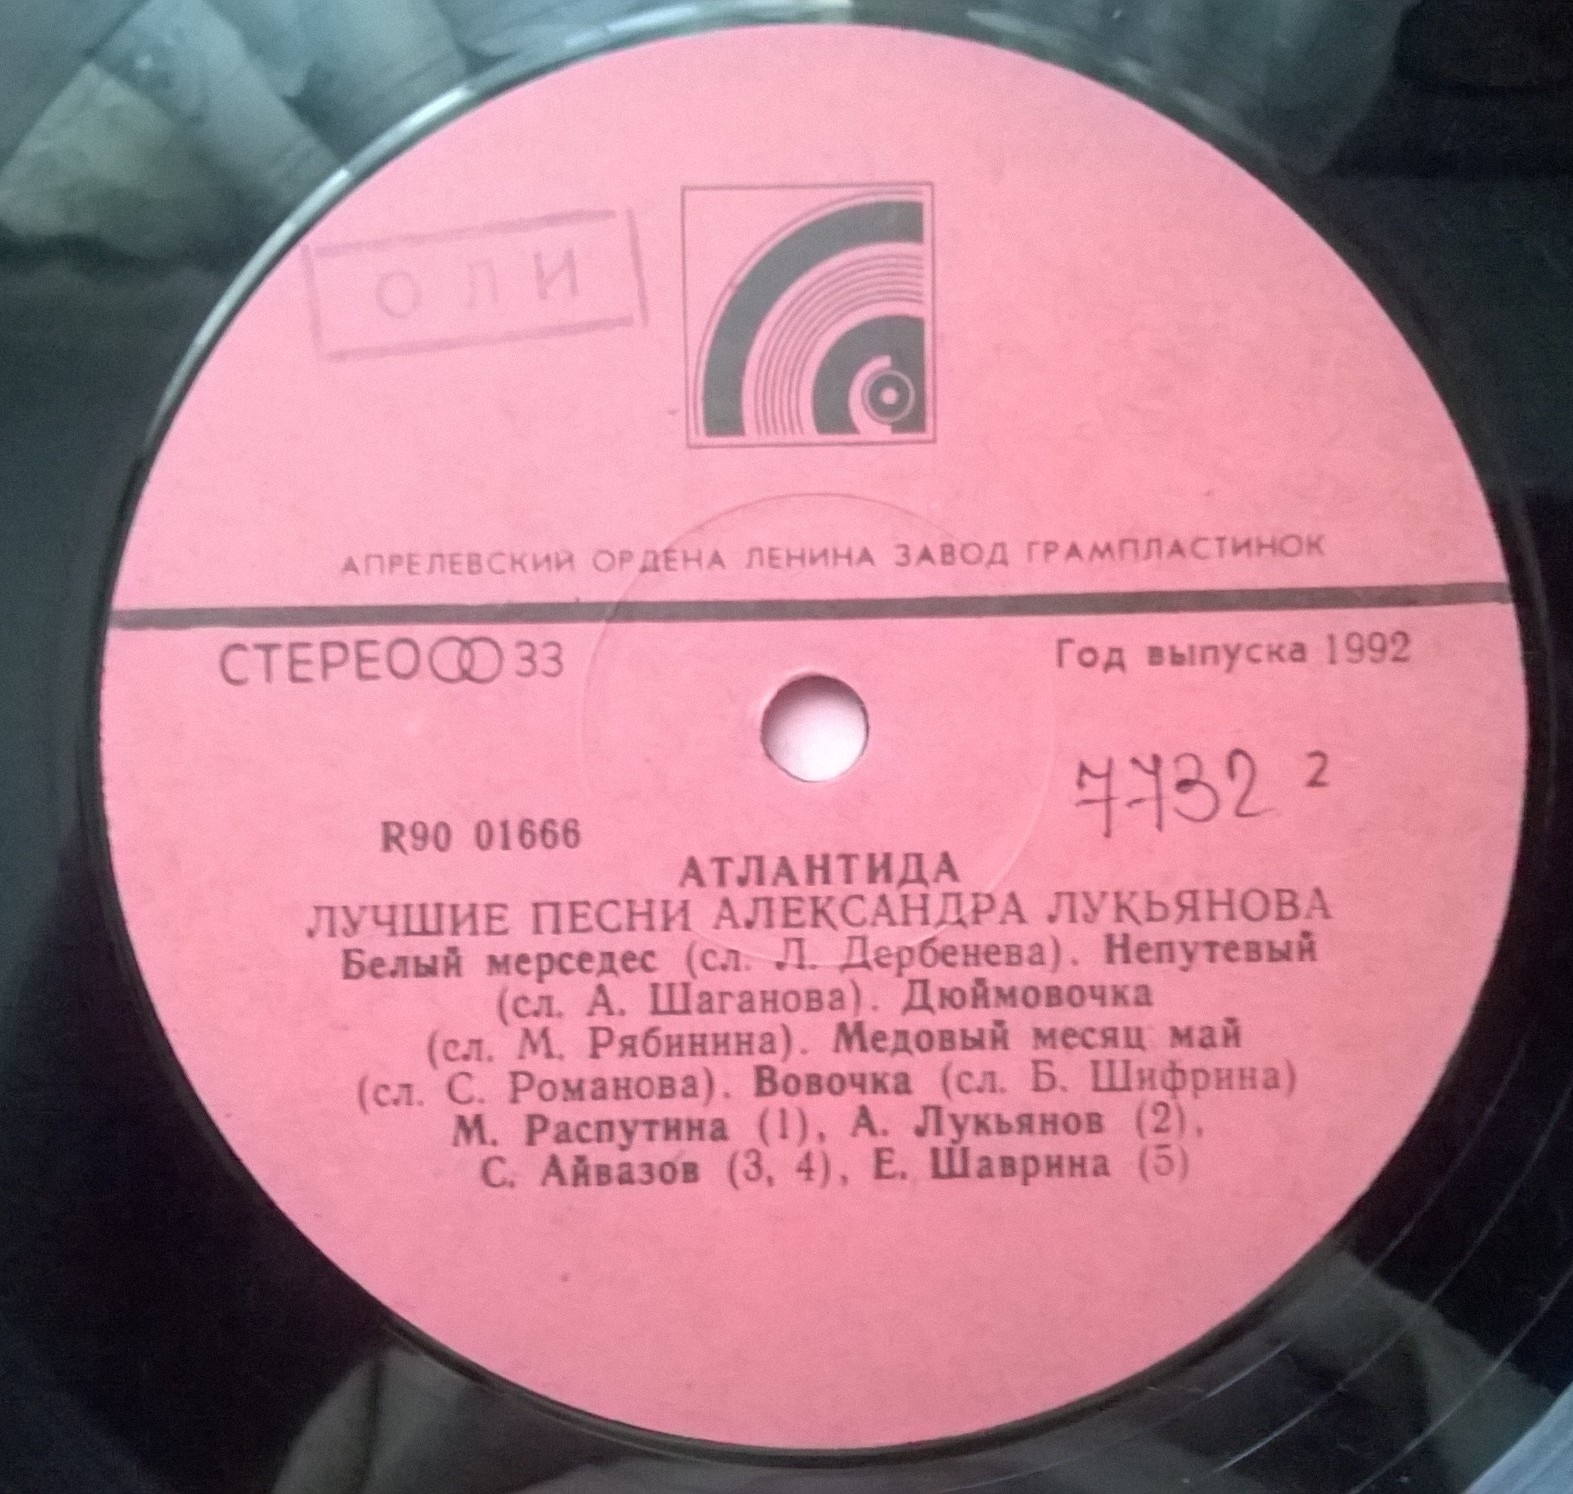 ОЛИ
АПРЕЛЕВСКИЙ ОРДЕНА ЛЕНИНА ЗАВОД ГРАМПЛАСТИНОК
СТЕРЕО 33
Год выпуска 1992
7732 2
R90 01666
АТЛАНТИДА
ЛУЧШИЕ ПЕСНИ АЛЕКСАНДРА ЛУКЬЯНОВА
Белый мерседес (сл. Л. Дербенева). Непутевый
(сл. А. Шаганова). Дюймовочка
(сл. М. Рябинина). Медовый месяц май
(сл. С. Романова). Вовочка (сл. Б. Шифрина)
М. Распутина (1), А. Лукьянов (2),
С. Айвазов (3, 4), Е. Шаврина (5)